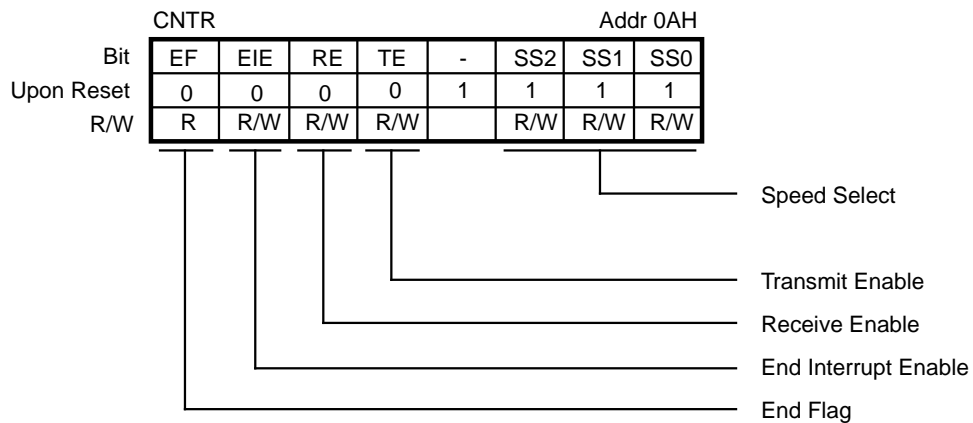 CNTR Addr 0AH
Bit EF EIE RE TE - SS2 SS1 SS0
Upon Reset 0 0 0 0 1 1 1 1
R/W R R/W R/W R/W R/W R/W R/W
Speed Select
Transmit Enable
Receive Enable
End Interrupt Enable
End Flag